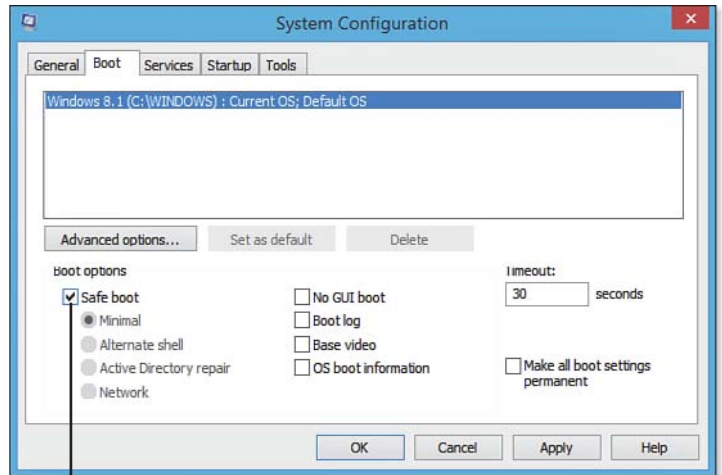 System Configuration
General Boot Services Startup Tools
Windows 8.1 (C:\WINDOWS) : Current OS; Default OS
Advanced options... Set as default Delete
Boot options
Timeout:
Safe boot No GUI boot 30 seconds
Minimal Boot log
Alternate shell Base video
Active Directory repair OS boot information Make all boot settings
permanent
Network
OK Cancel Apply Help